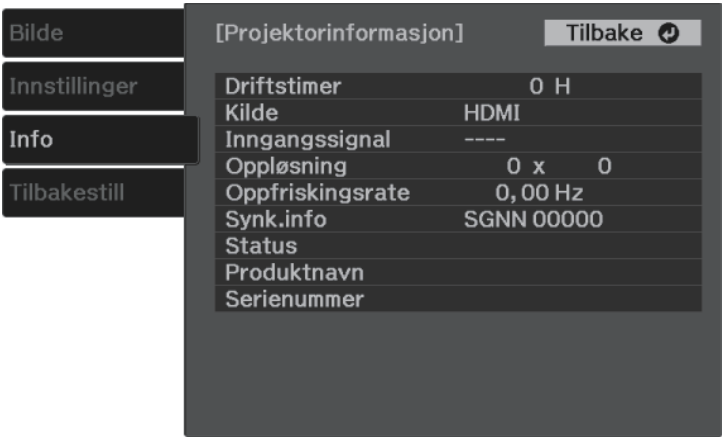 Bilde
Innstillinger
Info
Tilbakestill
[Projektorinformasjon] Tilbake
Driftstimer 0 H
Kilde HDMI
Inngangssignal ----
Oppløsning 0 x 0
Oppfriskingsrate 0,00 Hz
Synk.info SGNN 00000
Status
Produktnavn
Serienummer